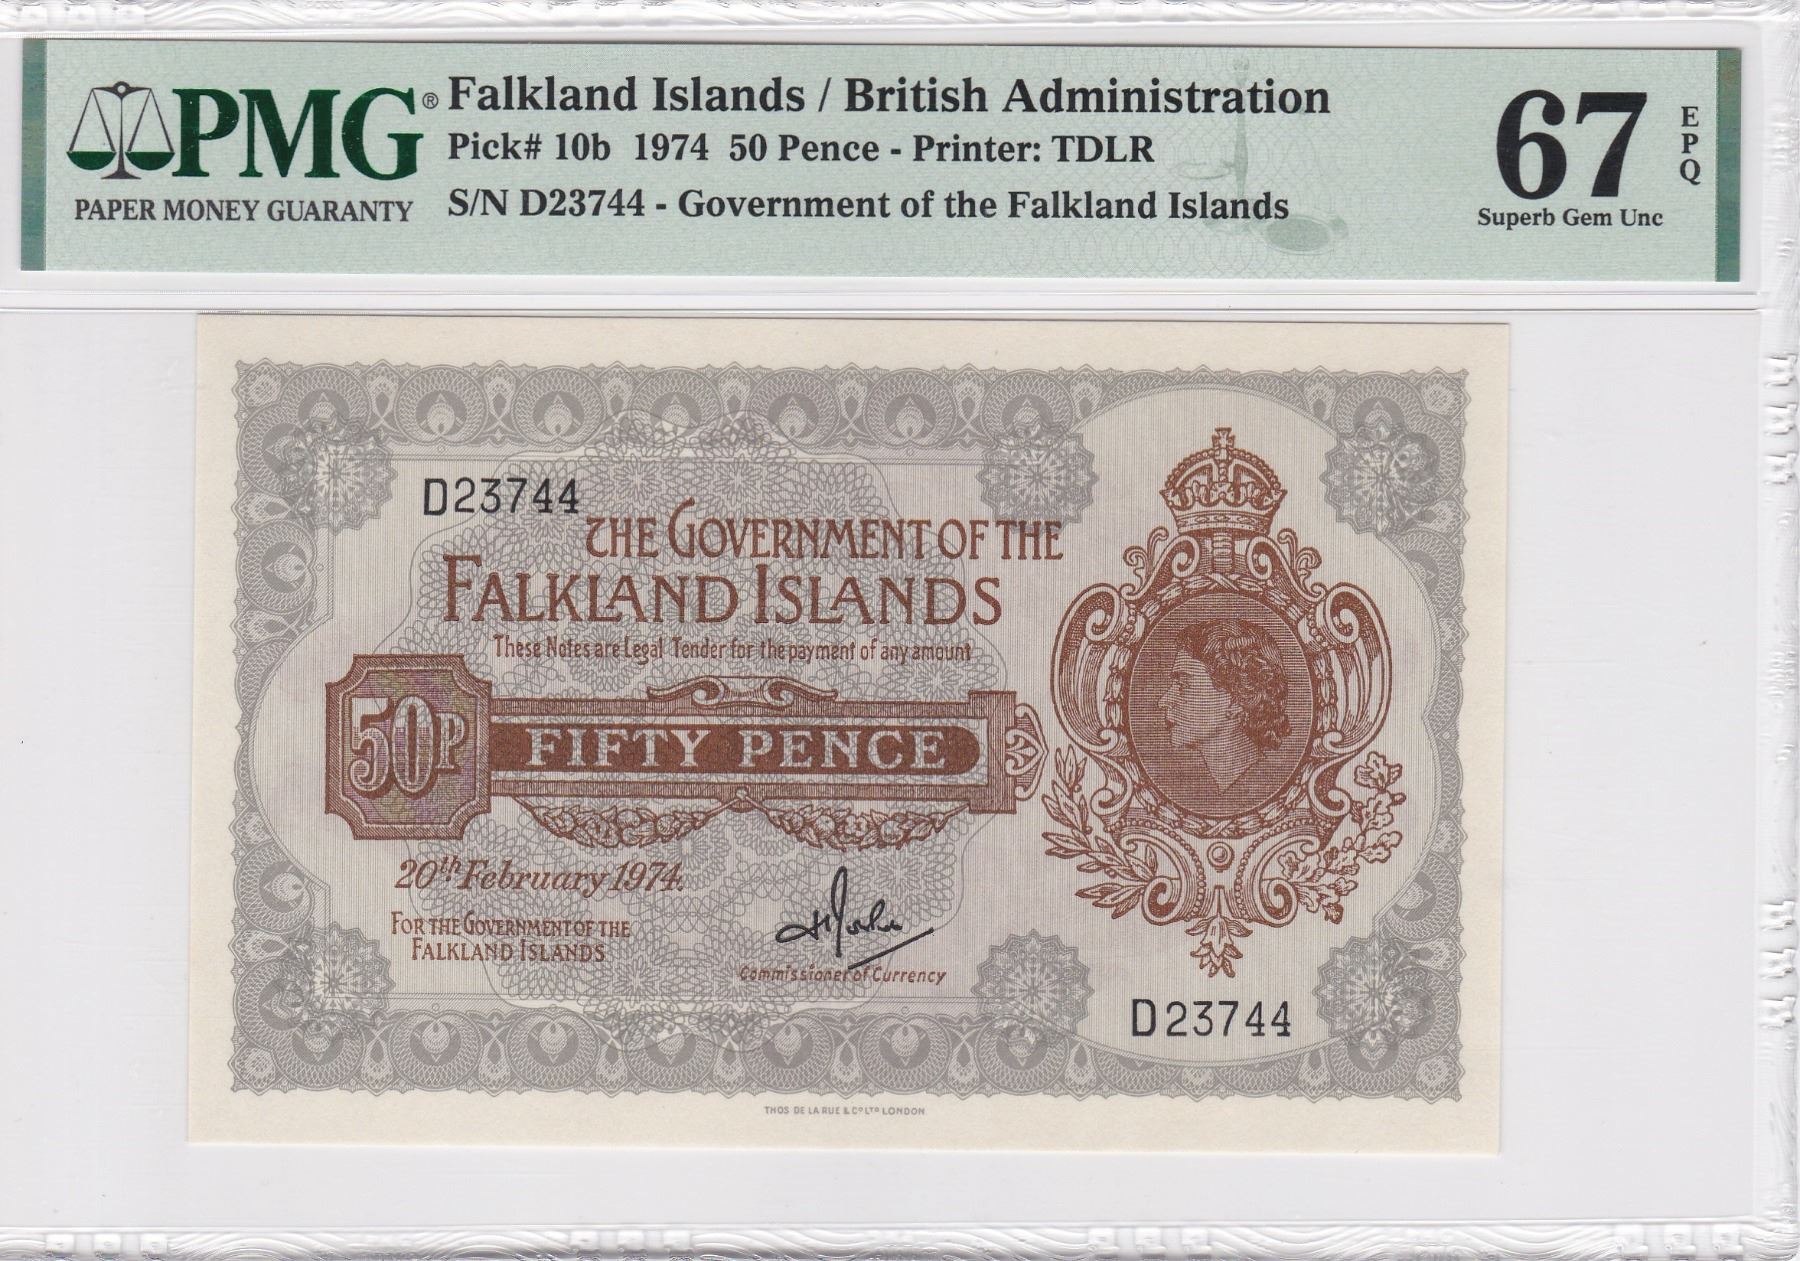 PMG®
PAPER MONEY GUARANTY
Falkland Islands / British Administration
Pick# 10b 1974 50 Pence - Printer: TDLR
S/N D23744 - Government of the Falkland Islands
67
EPQ
Superb Gem Unc
D23744
THE GOVERNMENT OF THE
FALKLAND ISLANDS
These Notes are Legal Tender for the payment of any amount
50P
FIFTY PENCE
20th February 1974.
FOR THE GOVERNMENT OF THE
FALKLAND ISLANDS
Commissioner of Currency
D23744
THOS DE LA RUE & Co LTD LONDON